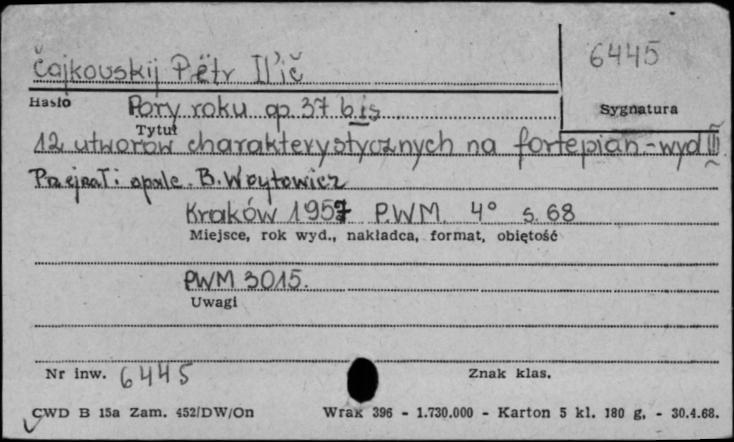 Čajkovskij Pëtr Il'ič
6445
Hasło
Pory roku op 37 bis
Sygnatura
Tytuł
12 utworów charakterystycznych na fortepian - wyd III
Przejrzał i oprac. B. Woytowicz
Kraków 1957 P.W.M. 4° s. 68
Miejsce, rok wyd., nakładca, format, objętość
PWM 3015.
Uwagi
Nr inw. 6445
Znak klas.
CWD B 15a Zam. 452/DW/On
Wrak 396 - 1.730.000 - Karton 5 kl. 180 g, - 30.4.68.